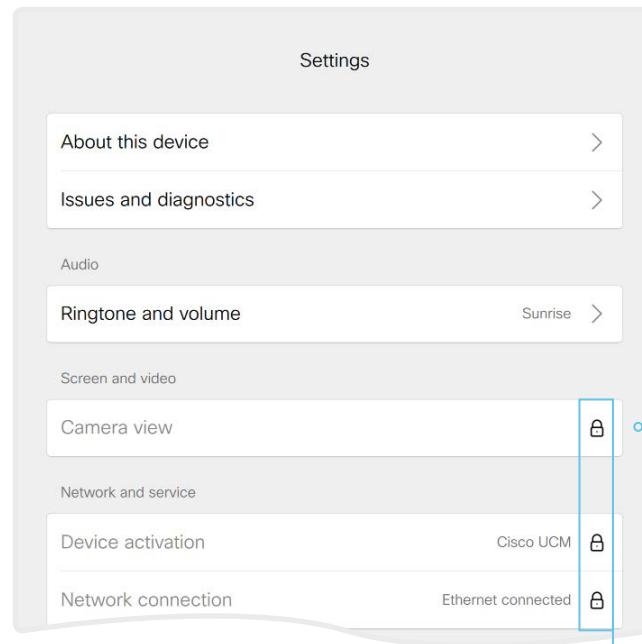 Settings
About this device
Issues and diagnostics
Audio
Ringtone and volume Sunrise
Screen and video
Camera view
Network and service
Device activation Cisco UCM
Network connection Ethernet connected